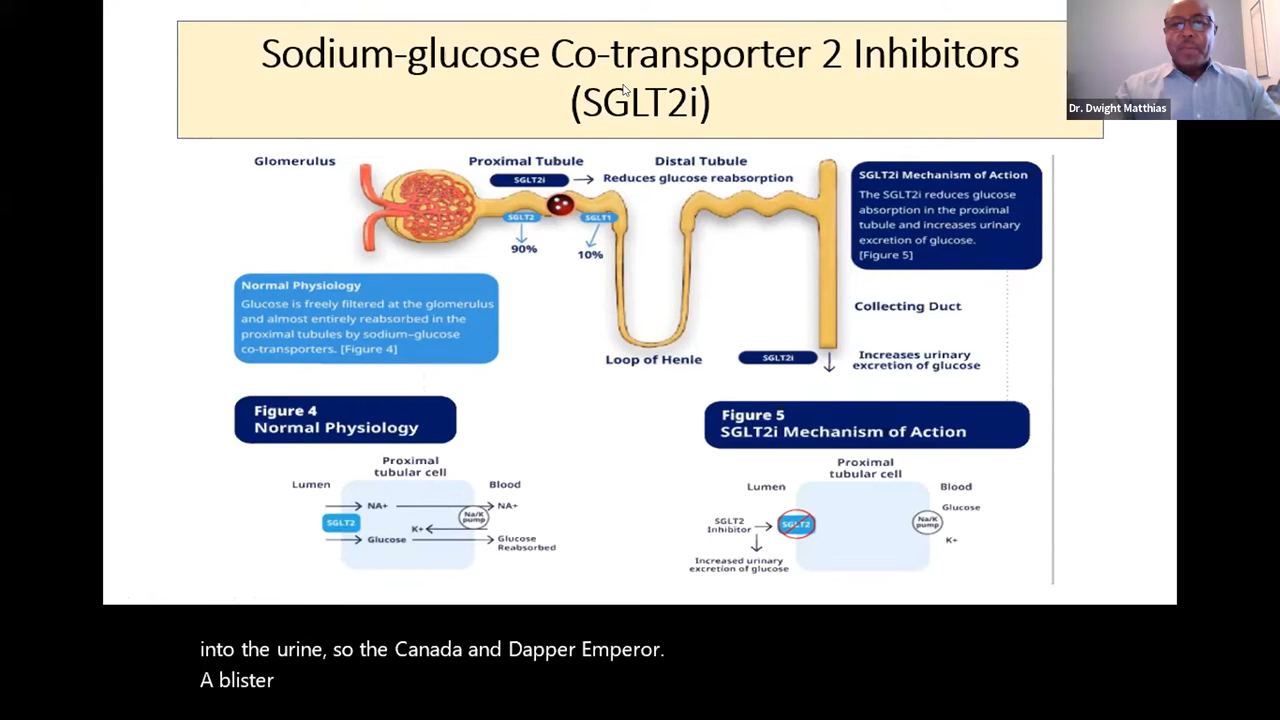 Sodium-glucose Co-transporter 2 Inhibitors
(SGLT2i)
Dr. Dwight Matthias
Glomerulus
Proximal Tubule
SGLT2i
Distal Tubule
Reduces glucose reabsorption
SGLT2
SGLT1
90%
10%
SGLT2i Mechanism of Action
The SGLT2i reduces glucose
absorption in the proximal
tubule and increases urinary
excretion of glucose.
[Figure 5]
Normal Physiology
Glucose is freely filtered at the glomerulus
and almost entirely reabsorbed in the
proximal tubules by sodium–glucose
co-transporters. [Figure 4]
Collecting Duct
Loop of Henle
SGLT2i
Increases urinary
excretion of glucose
Figure 4
Normal Physiology
Proximal
tubular cell
Lumen
Blood
NA+
NA+
SGLT2
Na/K
pump
K+
Glucose
Glucose
Reabsorbed
Figure 5
SGLT2i Mechanism of Action
Proximal
tubular cell
Lumen
Blood
Glucose
SGLT2
Inhibitor
SGLT2
Na/K
pump
K+
Increased urinary
excretion of glucose
into the urine, so the Canada and Dapper Emperor.
A blister